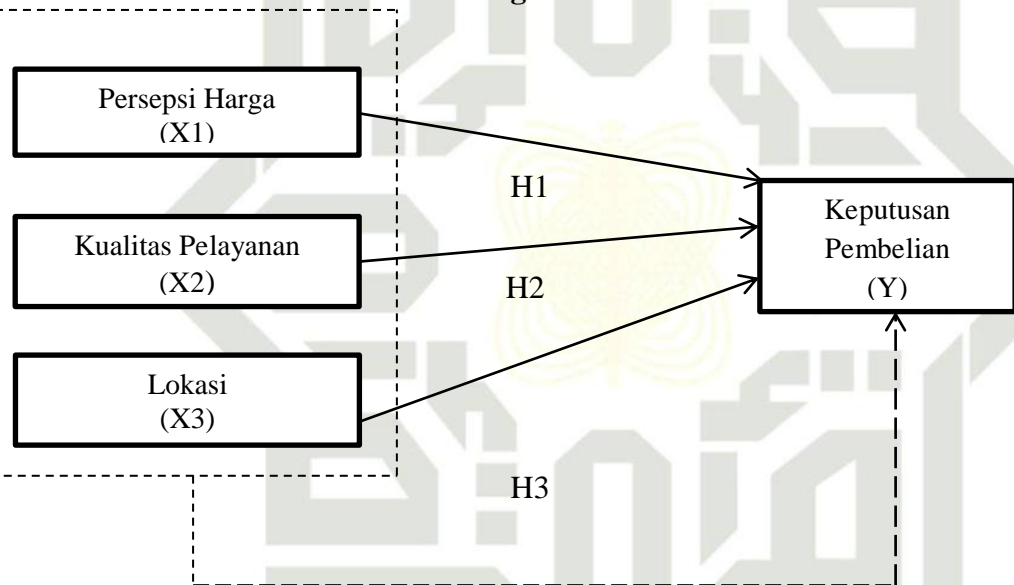 Persepsi Harga
(X1)
H1
Keputusan
Pembelian
(Y)
Kualitas Pelayanan
(X2)
H2
Lokasi
(X3)
H3